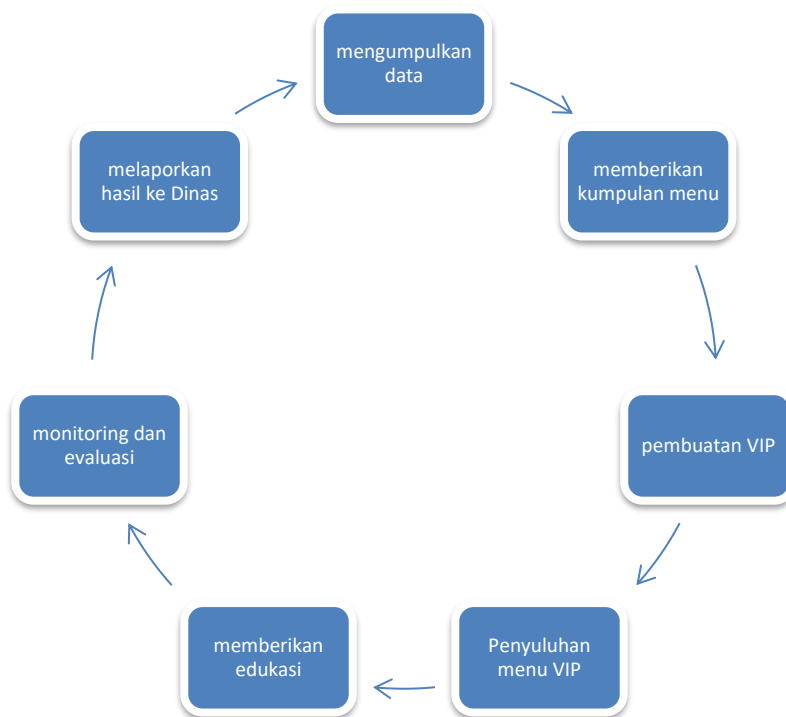 mengumpulkan
data
memberikan
kumpulan menu
pembuatan VIP
Penyuluhan
menu VIP
memberikan
edukasi
monitoring dan
evaluasi
melaporkan
hasil ke Dinas